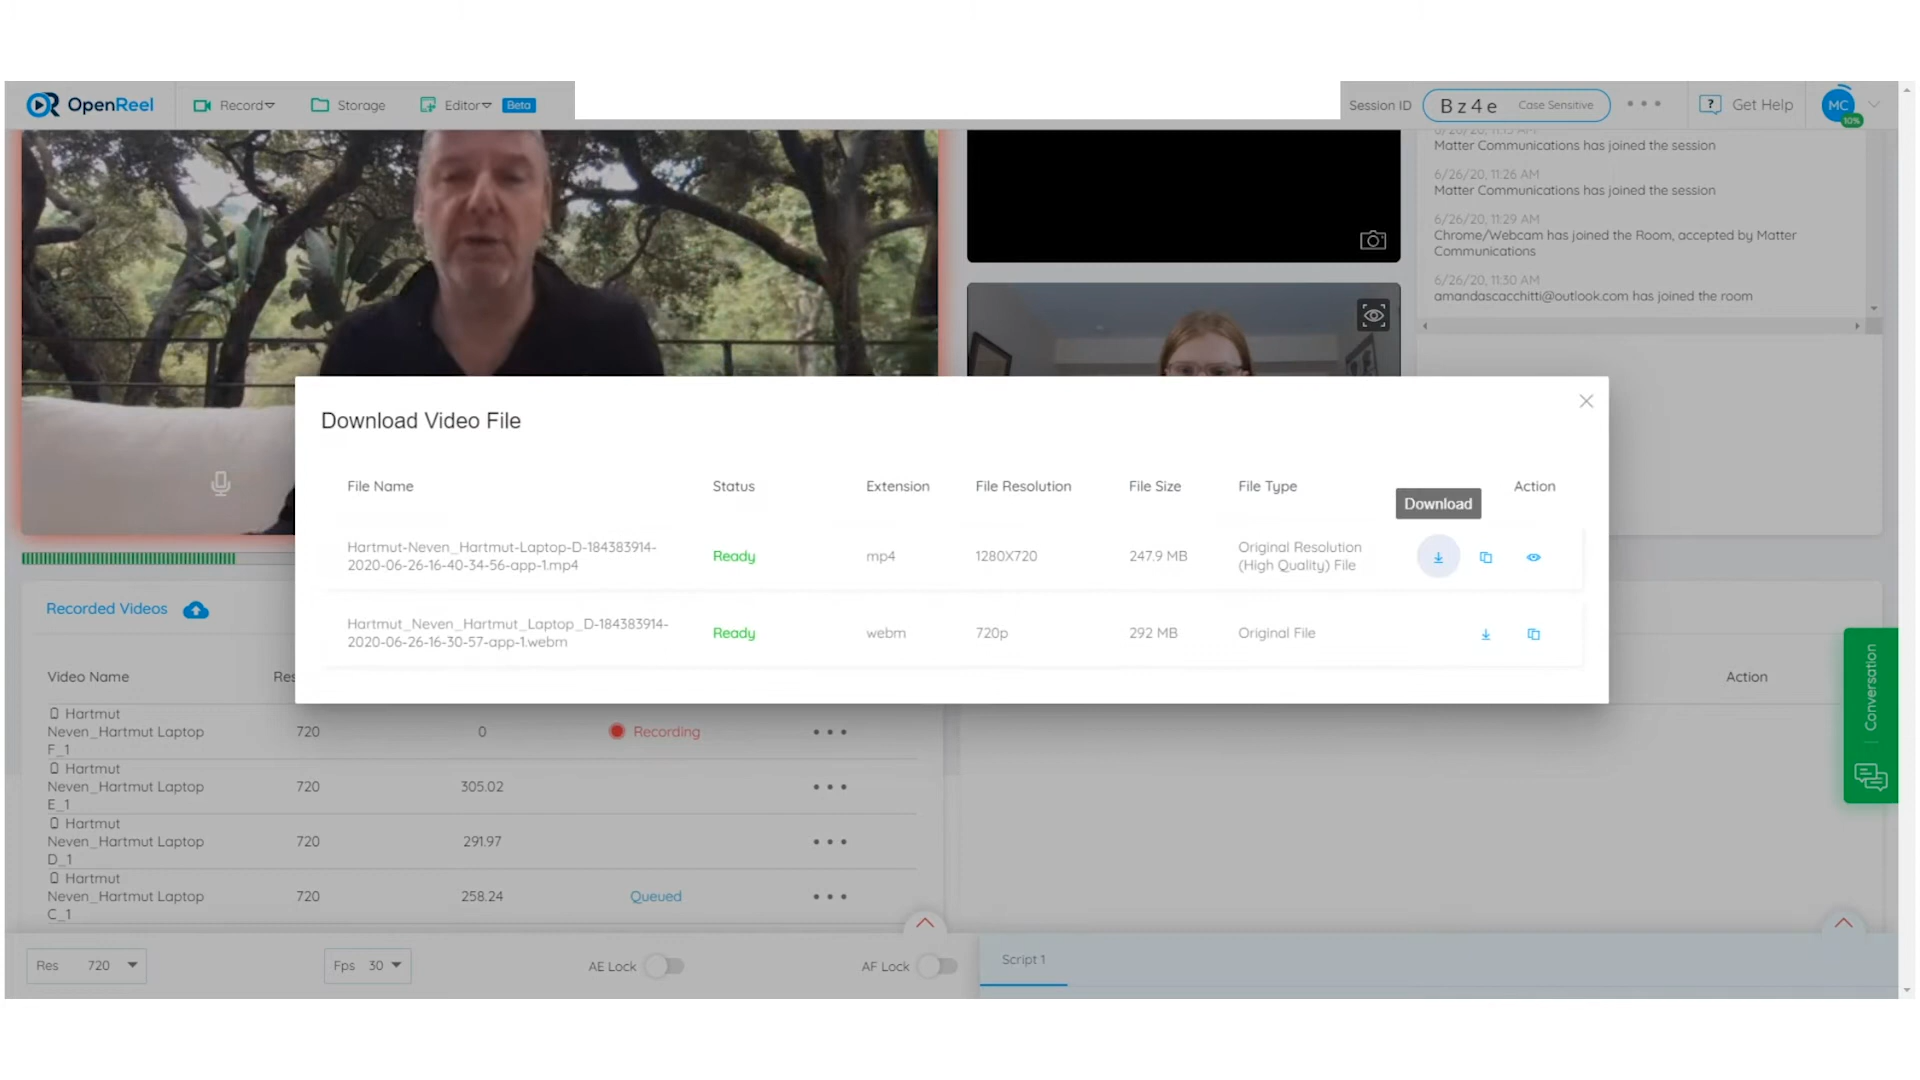 OpenReel
Record
Storage
Editor
Beta
Session ID
Bz4e
Case Sensitive
Get Help
MC
10%
Matter Communications has joined the session
6/26/20, 11:26 AM
Matter Communications has joined the session
6/26/20, 11:29 AM
Chrome/Webcam has joined the Room, accepted by Matter
Communications
6/26/20, 11:30 AM
amandascacchitti@outlook.com has joined the room
Download Video File
File Name
Status
Extension
File Resolution
File Size
File Type
Action
Download
Hartmut-Neven_Hartmut-Laptop-D-184383914-
2020-06-26-16-40-34-56-app-1.mp4
Ready
mp4
1280X720
247.9 MB
Original Resolution
(High Quality) File
Hartmut_Neven_Hartmut_Laptop_D-184383914-
2020-06-26-16-30-57-app-1.webm
Ready
webm
720p
292 MB
Original File
Recorded Videos
Video Name
Res
Action
Hartmut
Neven_Hartmut Laptop
F_1
720
0
Recording
Hartmut
Neven_Hartmut Laptop
E_1
720
305.02
Hartmut
Neven_Hartmut Laptop
D_1
720
291.97
Hartmut
Neven_Hartmut Laptop
C_1
720
258.24
Queued
Conversation
Res 720
Fps 30
AE Lock
AF Lock
Script 1